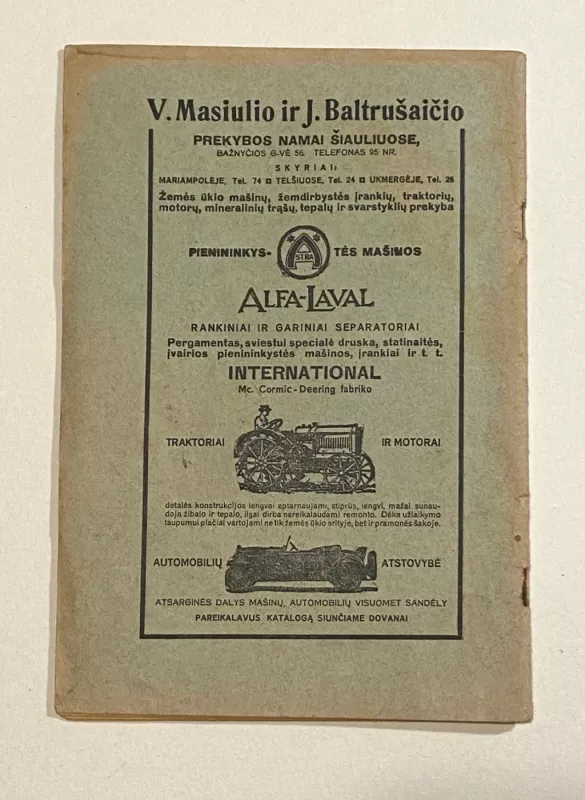 V. Masiulio ir J. Baltrušaičio
PREKYBOS NAMAI ŠIAULIUOSE,
BAŽNYČIOS G-VĖ 56. TELEFONAS 95 NR.
SKYRIAI:
MARIAMPOLĖJE, Tel. 74 ◘ TELŠIUOSE, Tel. 24 ◘ UKMERGĖJE, Tel. 26
Žemės ūkio mašinų, žemdirbystės įrankių, traktorių,
motorų, mineralinių trąšų, tepalų ir svarstyklių prekyba
PIENININKYS- ASTRA TĖS MAŠINOS
ALFA-LAVAL
RANKINIAI IR GARINIAI SEPARATORIAI
Pergamentas, sviestui specialė druska, statinaitės,
įvairios pienininkystės mašinos, įrankiai ir t. t.
INTERNATIONAL
Mc. Cormic-Deering fabriko
TRAKTORIAI IR MOTORAI
detalės konstrukcijos lengvai aptarnaujami, stiprūs, lengvi, mažai sunau-
doja žibalo ir tepalo, ilgai dirba nereikalaudami remonto. Dėka užlaikymo
taupumui plačiai vartojami ne tik žemės ūkio srityje, bet ir pramonės šakoje.
AUTOMOBILIŲ ATSTOVYBĖ
ATSARGINĖS DALYS MAŠINŲ, AUTOMOBILIŲ VISUOMET SANDĖLY
PAREIKALAVUS KATALOGĄ SIUNČIAME DOVANAI